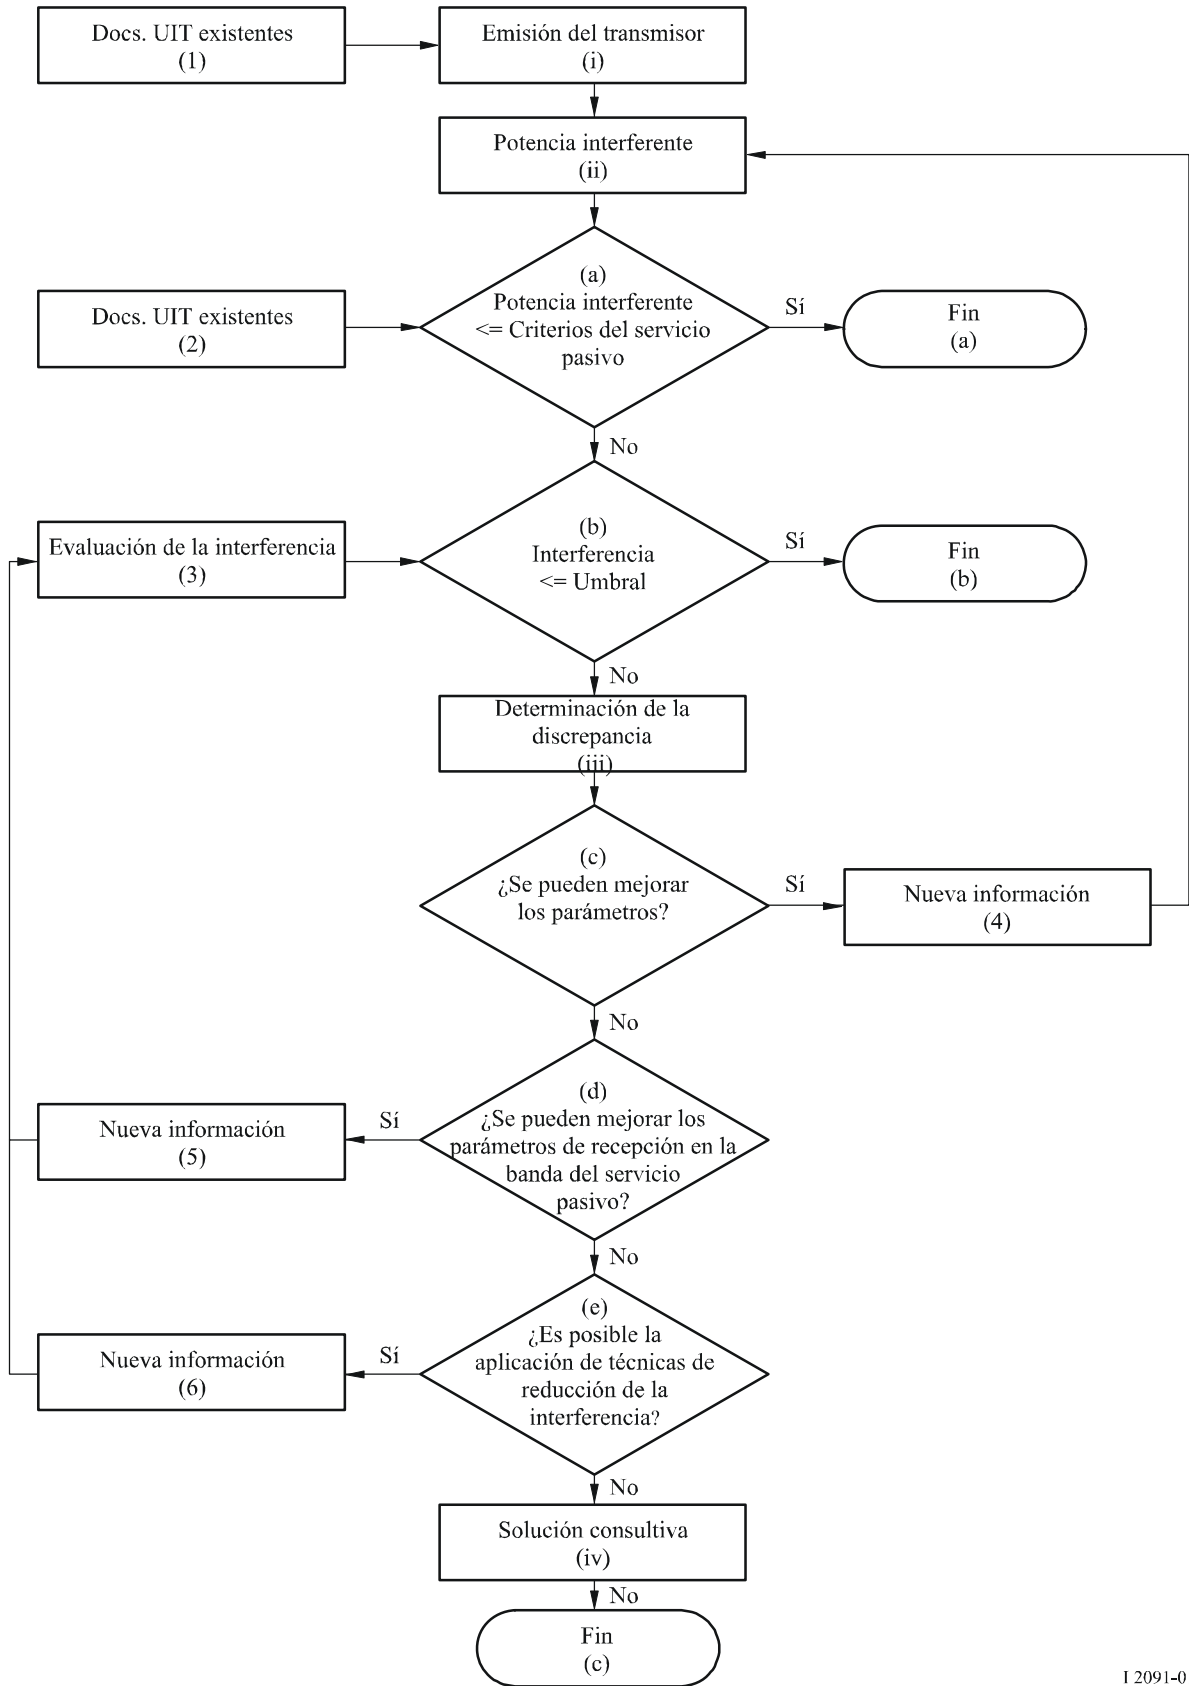 Docs. UIT existentes
(1)
Emisión del transmisor
(i)
Potencia interferente
(ii)
Docs. UIT existentes
(2)
(a)
Potencia interferente
<= Criterios del servicio
pasivo
Sí
Fin
(a)
No
Evaluación de la interferencia
(3)
(b)
Interferencia
<= Umbral
Sí
Fin
(b)
No
Determinación de la
discrepancia
(iii)
(c)
¿Se pueden mejorar
los parámetros?
Sí
Nueva información
(4)
No
Nueva información
(5)
Sí
(d)
¿Se pueden mejorar los
parámetros de recepción en la
banda del servicio
pasivo?
No
Nueva información
(6)
Sí
(e)
¿Es posible la
aplicación de técnicas de
reducción de la
interferencia?
No
Solución consultiva
(iv)
No
Fin
(c)
I 2091-0